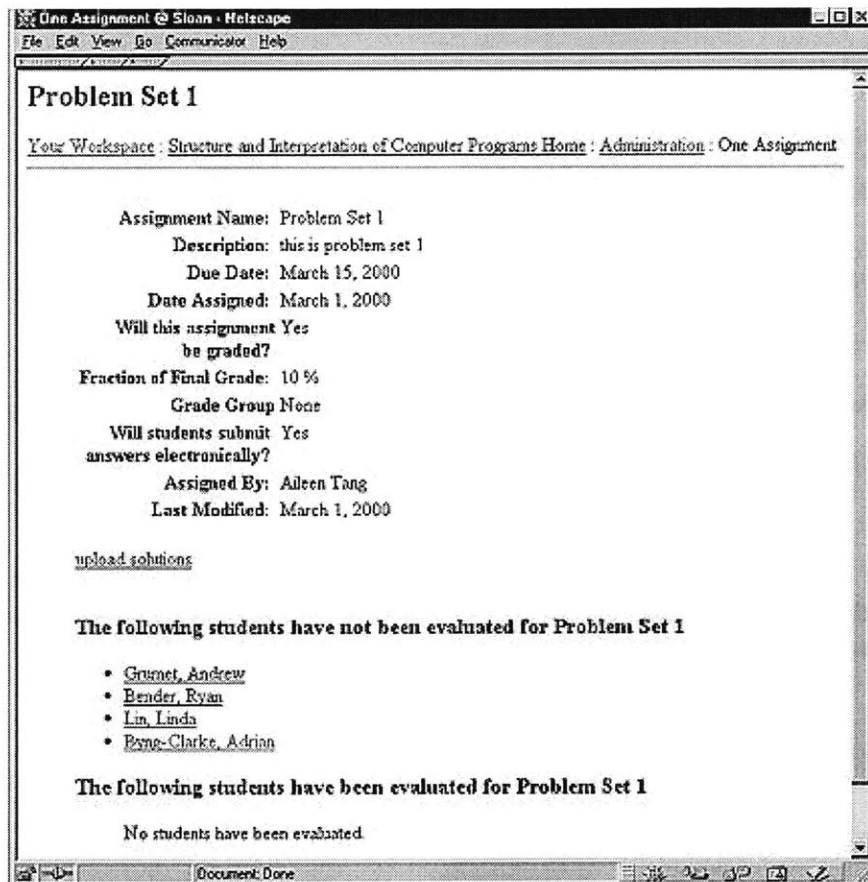 One Assignment @ Sloan - Netscape
File Edit View Go Communicator Help
Problem Set 1
Your Workspace : Structure and Interpretation of Computer Programs Home : Administration : One Assignment
Assignment Name: Problem Set 1
Description: this is problem set 1
Due Date: March 15, 2000
Date Assigned: March 1, 2000
Will this assignment Yes
be graded?
Fraction of Final Grade: 10 %
Grade Group None
Will students submit Yes
answers electronically?
Assigned By: Aileen Tang
Last Modified: March 1, 2000
upload solutions
The following students have not been evaluated for Problem Set 1
• Grumet, Andrew
• Bender, Ryan
• Lin, Linda
• Byng-Clarke, Adrian
The following students have been evaluated for Problem Set 1
No students have been evaluated.
Document: Done